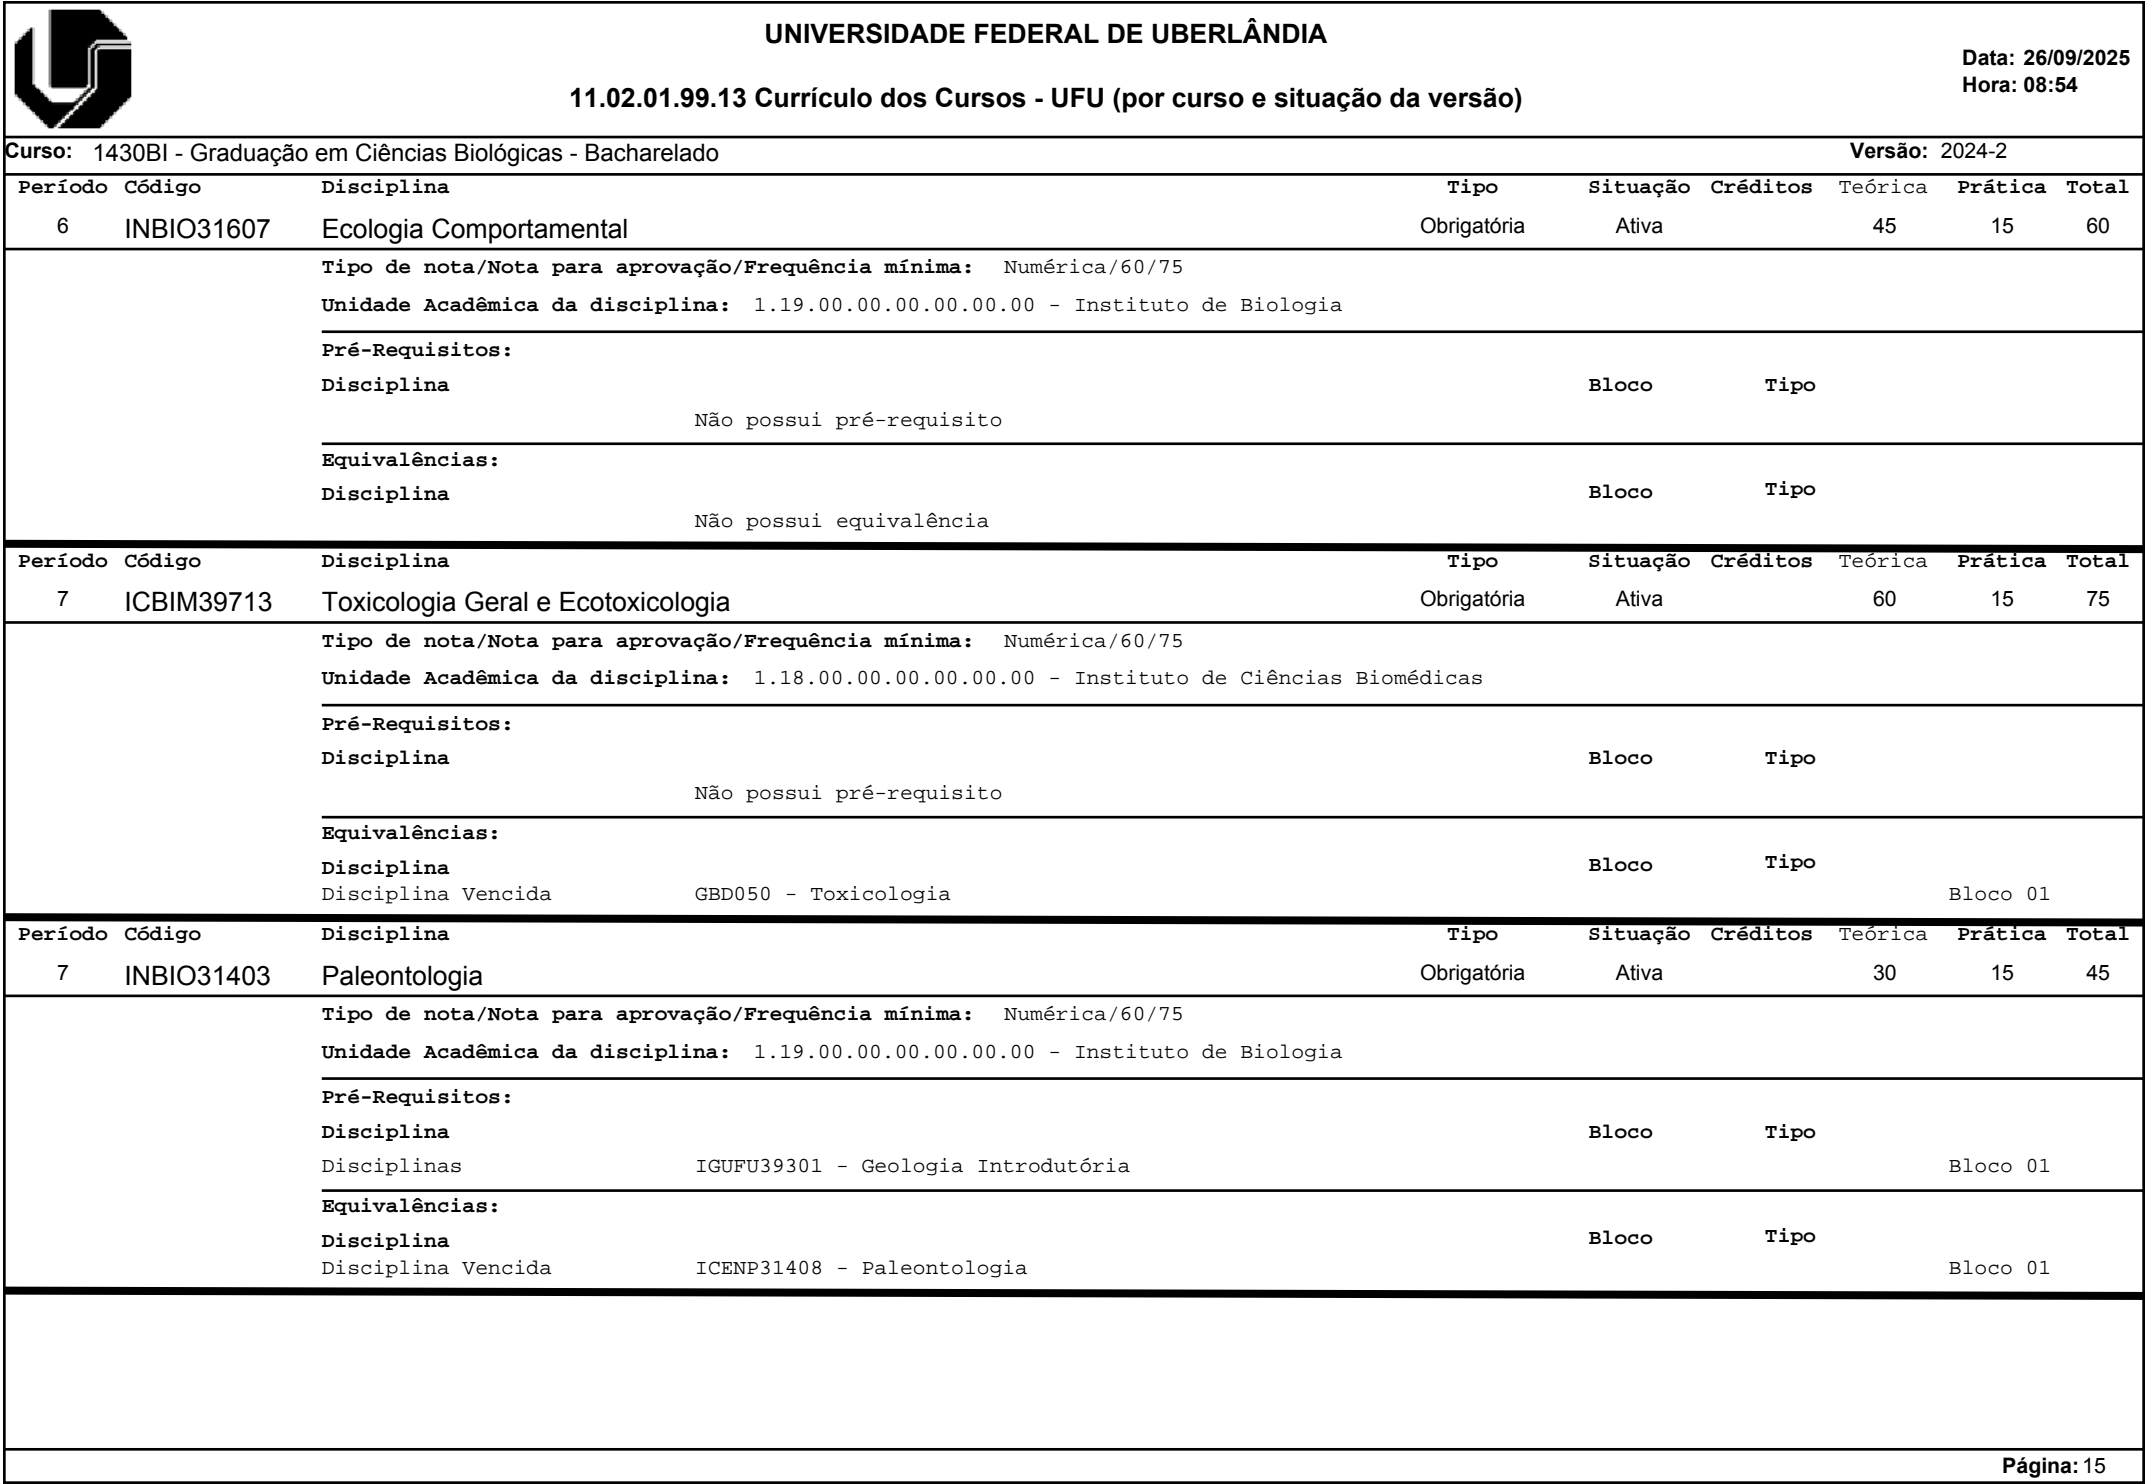 UNIVERSIDADE FEDERAL DE UBERLÂNDIA
Data: 26/09/2025
Hora: 08:54
11.02.01.99.13 Currículo dos Cursos - UFU (por curso e situação da versão)
Curso: 1430BI - Graduação em Ciências Biológicas - Bacharelado Versão: 2024-2
Período Código Disciplina Tipo Situação Créditos Teórica Prática Total
6 INBIO31607 Ecologia Comportamental Obrigatória Ativa 45 15 60
Tipo de nota/Nota para aprovação/Frequência mínima: Numérica/60/75
Unidade Acadêmica da disciplina: 1.19.00.00.00.00.00.00 - Instituto de Biologia
Pré-Requisitos:
Disciplina Bloco Tipo
Não possui pré-requisito
Equivalências:
Disciplina Bloco Tipo
Não possui equivalência
Período Código Disciplina Tipo Situação Créditos Teórica Prática Total
7 ICBIM39713 Toxicologia Geral e Ecotoxicologia Obrigatória Ativa 60 15 75
Tipo de nota/Nota para aprovação/Frequência mínima: Numérica/60/75
Unidade Acadêmica da disciplina: 1.18.00.00.00.00.00.00 - Instituto de Ciências Biomédicas
Pré-Requisitos:
Disciplina Bloco Tipo
Não possui pré-requisito
Equivalências:
Disciplina Bloco Tipo
Disciplina Vencida GBD050 - Toxicologia Bloco 01
Período Código Disciplina Tipo Situação Créditos Teórica Prática Total
7 INBIO31403 Paleontologia Obrigatória Ativa 30 15 45
Tipo de nota/Nota para aprovação/Frequência mínima: Numérica/60/75
Unidade Acadêmica da disciplina: 1.19.00.00.00.00.00.00 - Instituto de Biologia
Pré-Requisitos:
Disciplina Bloco Tipo
Disciplinas IGUFU39301 - Geologia Introdutória Bloco 01
Equivalências:
Disciplina Bloco Tipo
Disciplina Vencida ICENP31408 - Paleontologia Bloco 01
Página: 15